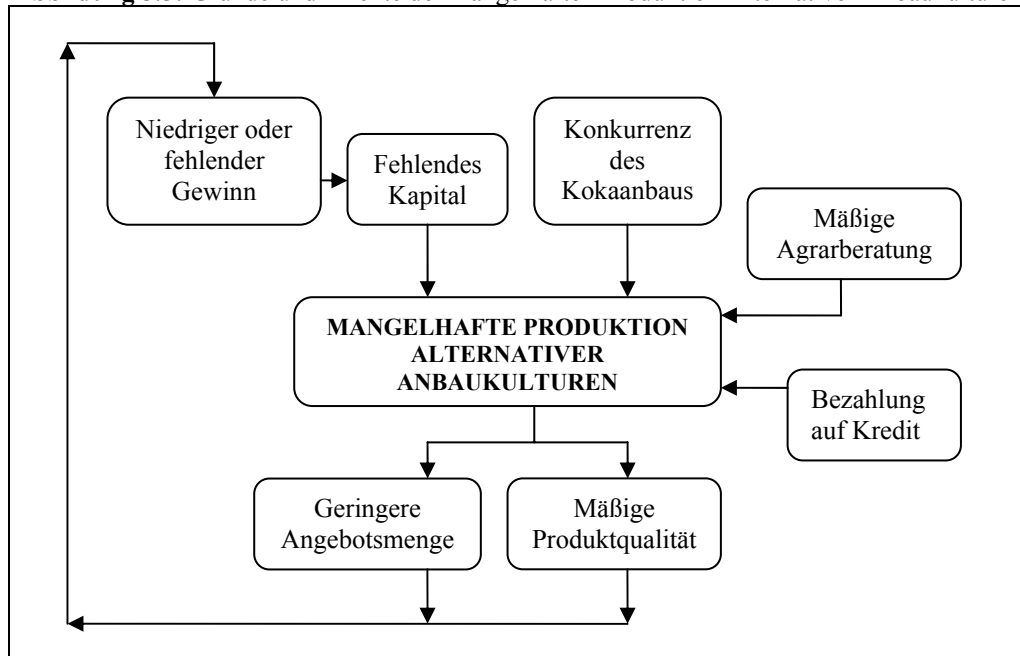 Niedriger oder
fehlender
Gewinn
Fehlendes
Kapital
Konkurrenz
des
Kokaanbaus
Mäßige
Agrarberatung
MANGELHAFTE PRODUKTION
ALTERNATIVER
ANBAUKULTUREN
Bezahlung
auf Kredit
Geringere
Angebotsmenge
Mäßige
Produktqualität